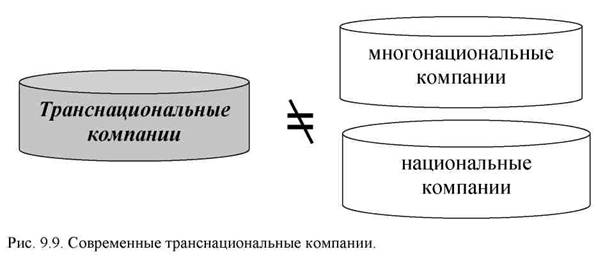 Транснациональные
компании
≠
многонациональные
компании
национальные
компании
Рис. 9.9. Современные транснациональные компании.